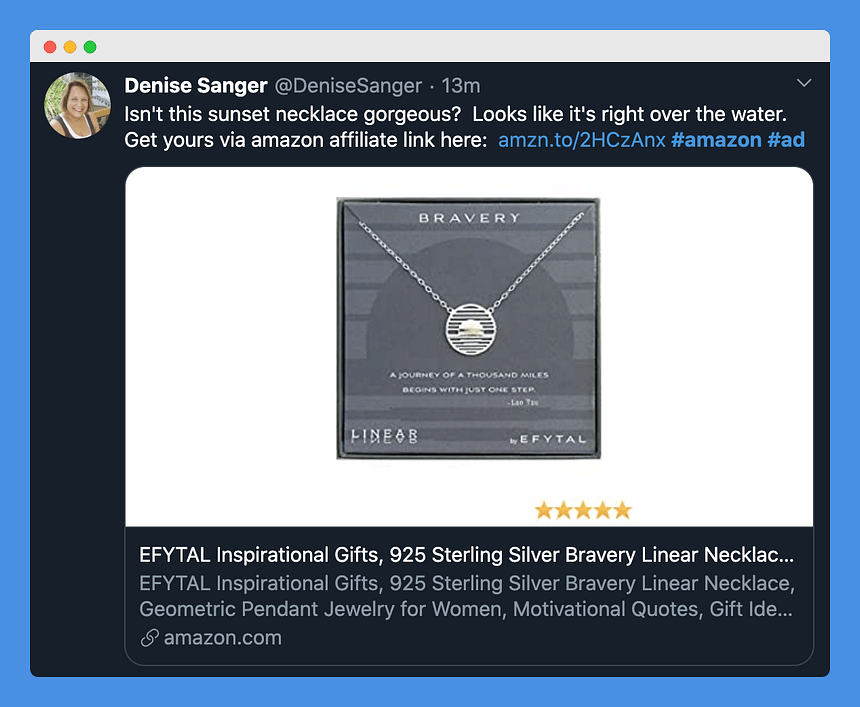 Denise Sanger @DeniseSanger · 13m
Isn't this sunset necklace gorgeous? Looks like it's right over the water.
Get yours via amazon affiliate link here: amzn.to/2HCzAnx #amazon #ad
BRAVERY
A JOURNEY OF A THOUSAND MILES
BEGINS WITH JUST ONE STEP.
-Lao Tzu
LINEAR
by EFYTAL
EFYTAL Inspirational Gifts, 925 Sterling Silver Bravery Linear Necklac...
EFYTAL Inspirational Gifts, 925 Sterling Silver Bravery Linear Necklace,
Geometric Pendant Jewelry for Women, Motivational Quotes, Gift Ide...
amazon.com